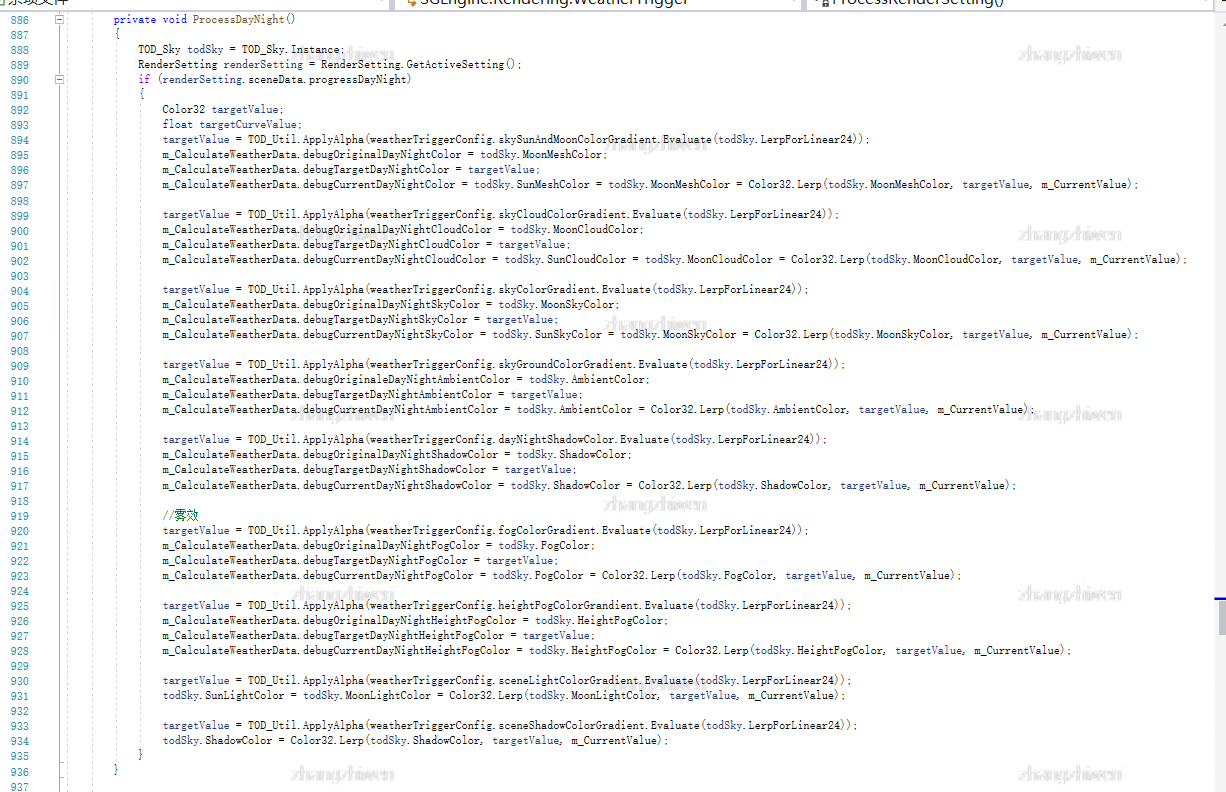 杂项文件 SGEngine.Rendering.WeatherTrigger ProcessRenderSetting()
886 private void ProcessDayNight()
887 {
888 TOD_Sky todSky = TOD_Sky.Instance;
889 RenderSetting renderSetting = RenderSetting.GetActiveSetting();
890 if (renderSetting.sceneData.progressDayNight)
891 {
892 Color32 targetValue;
893 float targetCurveValue;
894 targetValue = TOD_Util.ApplyAlpha(weatherTriggerConfig.skySunAndMoonColorGradient.Evaluate(todSky.LerpForLinear24));
895 m_CalculateWeatherData.debugOriginalDayNightColor = todSky.MoonMeshColor;
896 m_CalculateWeatherData.debugTargetDayNightColor = targetValue;
897 m_CalculateWeatherData.debugCurrentDayNightColor = todSky.SunMeshColor = todSky.MoonMeshColor = Color32.Lerp(todSky.MoonMeshColor, targetValue, m_CurrentValue);
898
899 targetValue = TOD_Util.ApplyAlpha(weatherTriggerConfig.skyCloudColorGradient.Evaluate(todSky.LerpForLinear24));
900 m_CalculateWeatherData.debugOriginalDayNightCloudColor = todSky.MoonCloudColor;
901 m_CalculateWeatherData.debugTargetDayNightCloudColor = targetValue;
902 m_CalculateWeatherData.debugCurrentDayNightCloudColor = todSky.SunCloudColor = todSky.MoonCloudColor = Color32.Lerp(todSky.MoonCloudColor, targetValue, m_CurrentValue);
903
904 targetValue = TOD_Util.ApplyAlpha(weatherTriggerConfig.skyColorGradient.Evaluate(todSky.LerpForLinear24));
905 m_CalculateWeatherData.debugOriginalDayNightSkyColor = todSky.MoonSkyColor;
906 m_CalculateWeatherData.debugTargetDayNightSkyColor = targetValue;
907 m_CalculateWeatherData.debugCurrentDayNightSkyColor = todSky.SunSkyColor = todSky.MoonSkyColor = Color32.Lerp(todSky.MoonSkyColor, targetValue, m_CurrentValue);
908
909 targetValue = TOD_Util.ApplyAlpha(weatherTriggerConfig.skyGroundColorGradient.Evaluate(todSky.LerpForLinear24));
910 m_CalculateWeatherData.debugOriginaleDayNightAmbientColor = todSky.AmbientColor;
911 m_CalculateWeatherData.debugTargetDayNightAmbientColor = targetValue;
912 m_CalculateWeatherData.debugCurrentDayNightAmbientColor = todSky.AmbientColor = Color32.Lerp(todSky.AmbientColor, targetValue, m_CurrentValue);
913
914 targetValue = TOD_Util.ApplyAlpha(weatherTriggerConfig.dayNightShadowColor.Evaluate(todSky.LerpForLinear24));
915 m_CalculateWeatherData.debugOriginalDayNightShadowColor = todSky.ShadowColor;
916 m_CalculateWeatherData.debugTargetDayNightShadowColor = targetValue;
917 m_CalculateWeatherData.debugCurrentDayNightShadowColor = todSky.ShadowColor = Color32.Lerp(todSky.ShadowColor, targetValue, m_CurrentValue);
918
919 //雾效
920 targetValue = TOD_Util.ApplyAlpha(weatherTriggerConfig.fogColorGradient.Evaluate(todSky.LerpForLinear24));
921 m_CalculateWeatherData.debugOriginalDayNightFogColor = todSky.FogColor;
922 m_CalculateWeatherData.debugTargetDayNightFogColor = targetValue;
923 m_CalculateWeatherData.debugCurrentDayNightFogColor = todSky.FogColor = Color32.Lerp(todSky.FogColor, targetValue, m_CurrentValue);
924
925 targetValue = TOD_Util.ApplyAlpha(weatherTriggerConfig.heightFogColorGrandient.Evaluate(todSky.LerpForLinear24));
926 m_CalculateWeatherData.debugOriginalDayNightHeightFogColor = todSky.HeightFogColor;
927 m_CalculateWeatherData.debugTargetDayNightHeightFogColor = targetValue;
928 m_CalculateWeatherData.debugCurrentDayNightHeightFogColor = todSky.HeightFogColor = Color32.Lerp(todSky.HeightFogColor, targetValue, m_CurrentValue);
929
930 targetValue = TOD_Util.ApplyAlpha(weatherTriggerConfig.sceneLightColorGradient.Evaluate(todSky.LerpForLinear24));
931 todSky.SunLightColor = todSky.MoonLightColor = Color32.Lerp(todSky.MoonLightColor, targetValue, m_CurrentValue);
932
933 targetValue = TOD_Util.ApplyAlpha(weatherTriggerConfig.sceneShadowColorGradient.Evaluate(todSky.LerpForLinear24));
934 todSky.ShadowColor = Color32.Lerp(todSky.ShadowColor, targetValue, m_CurrentValue);
935 }
936 }
937
zhangzhiwen